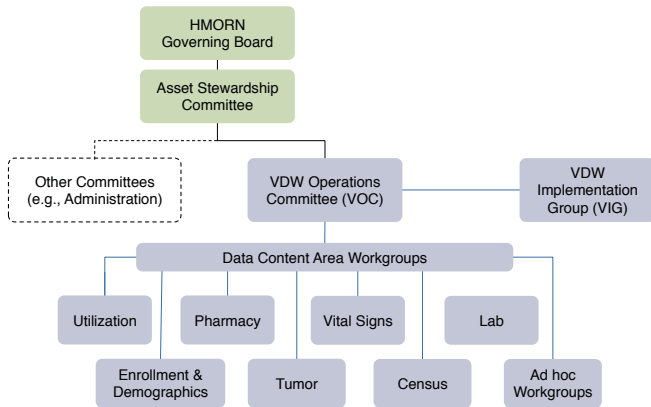 HMORN
Governing Board
Asset Stewardship
Committee
Other Committees
(e.g., Administration)
VDW Operations
Committee (VOC)
VDW
Implementation
Group (VIG)
Data Content Area Workgroups
Utilization
Pharmacy
Vital Signs
Lab
Enrollment &
Demographics
Tumor
Census
Ad hoc
Workgroups